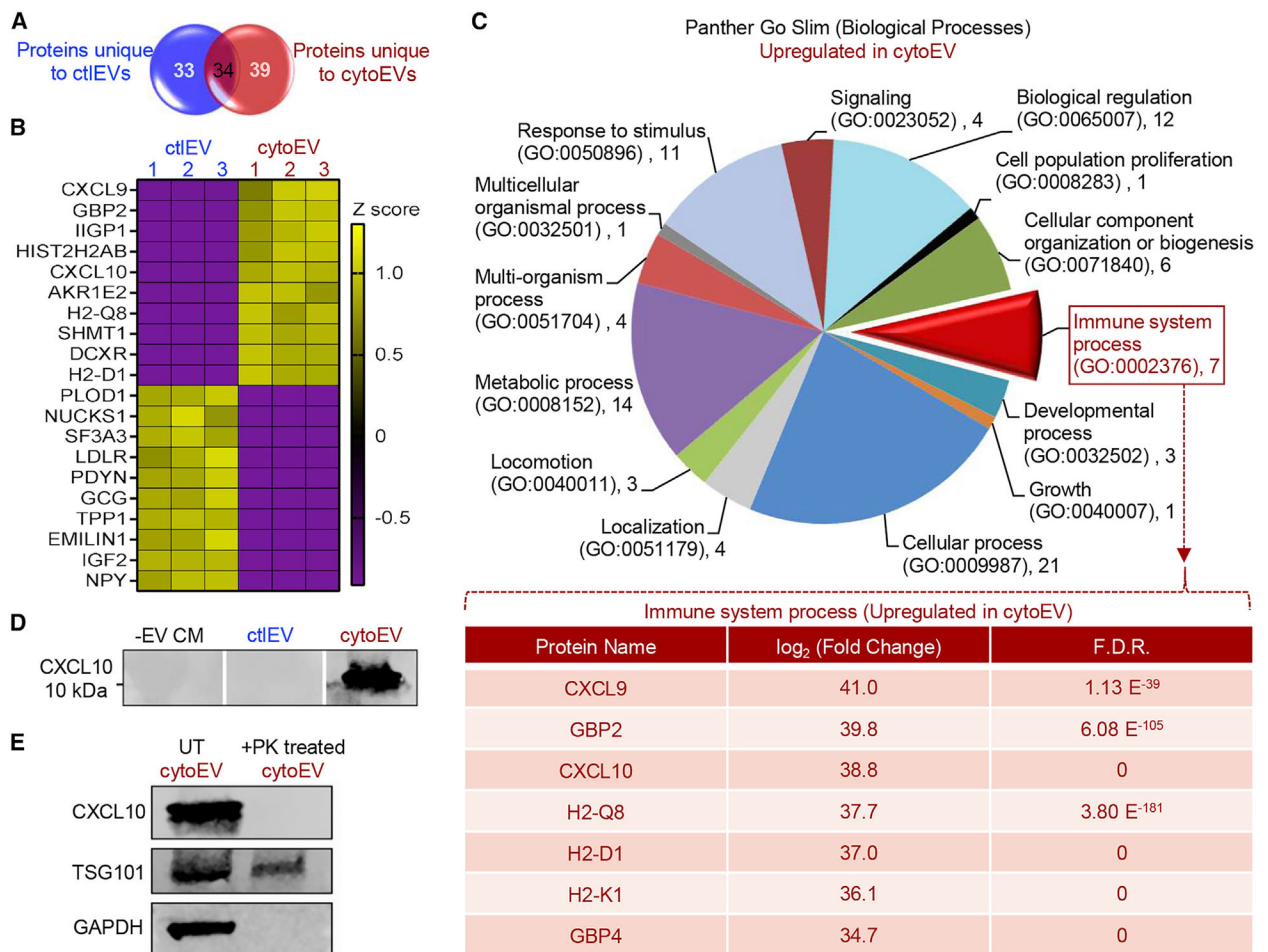 A
Proteins unique
to ctlEVs
33
34
39
Proteins unique
to cytoEVs
B
ctlEV
cytoEV
1 2 3 1 2 3
CXCL9
GBP2
IIGP1
HIST2H2AB
CXCL10
AKR1E2
H2-Q8
SHMT1
DCXR
H2-D1
PLOD1
NUCKS1
SF3A3
LDLR
PDYN
GCG
TPP1
EMILIN1
IGF2
NPY
Z score
1.0
0.5
0
-0.5
C
Panther Go Slim (Biological Processes)
Upregulated in cytoEV
Signaling
(GO:0023052) , 4
Biological regulation
(GO:0065007), 12
Cell population proliferation
(GO:0008283) , 1
Cellular component
organization or biogenesis
(GO:0071840), 6
Immune system
process
(GO:0002376), 7
Developmental
process
(GO:0032502) , 3
Growth
(GO:0040007), 1
Cellular process
(GO:0009987), 21
Localization
(GO:0051179), 4
Locomotion
(GO:0040011), 3
Metabolic process
(GO:0008152), 14
Multi-organism
process
(GO:0051704) , 4
Multicellular
organismal process
(GO:0032501) , 1
Response to stimulus
(GO:0050896) , 11
Immune system process (Upregulated in cytoEV)
Protein Name log₂ (Fold Change) F.D.R.
CXCL9 41.0 1.13 E⁻³⁹
GBP2 39.8 6.08 E⁻¹⁰⁵
CXCL10 38.8 0
H2-Q8 37.7 3.80 E⁻¹⁸¹
H2-D1 37.0 0
H2-K1 36.1 0
GBP4 34.7 0
D
-EV CM ctlEV cytoEV
CXCL10
10 kDa
E
UT +PK treated
cytoEV cytoEV
CXCL10
TSG101
GAPDH